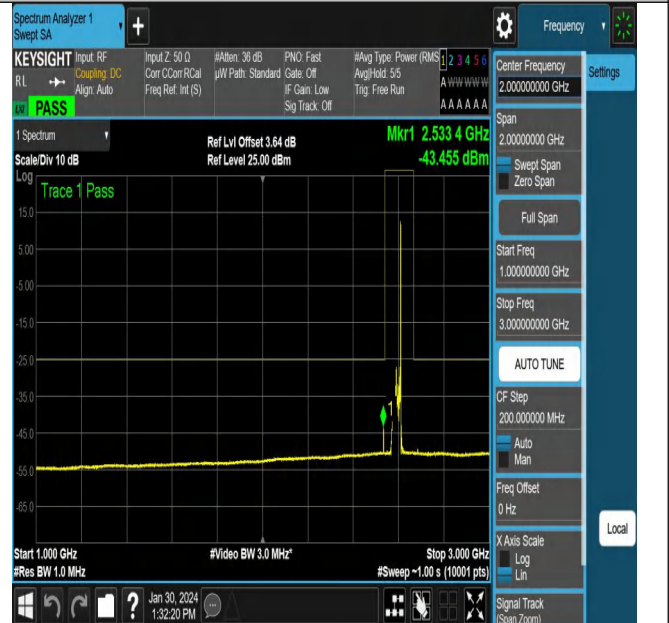 Spectrum Analyzer 1
Swept SA
+
Frequency
KEYSIGHT
RL
Input: RF
Coupling: DC
Align: Auto
Input Z: 50 Ω
Corr CCorr RCal
Freq Ref: Int (S)
#Atten: 36 dB
µW Path: Standard
PNO: Fast
Gate: Off
IF Gain: Low
Sig Track: Off
#Avg Type: Power (RMS
Avg|Hold: 5/5
Trig: Free Run
1 2 3 4 5 6
A W W W W W
A A A A A A
LXI PASS
1 Spectrum
Scale/Div 10 dB
Ref Lvl Offset 3.64 dB
Ref Level 25.00 dBm
Mkr1 2.533 4 GHz
-43.455 dBm
Log
Trace 1 Pass
15.0
5.00
-5.00
-15.0
-25.0
-35.0
-45.0
-55.0
-65.0
1
Start 1.000 GHz
#Res BW 1.0 MHz
#Video BW 3.0 MHz*
Stop 3.000 GHz
#Sweep ~1.00 s (10001 pts)
Jan 30, 2024
1:32:20 PM
?
Center Frequency
2.000000000 GHz
Settings
Span
2.00000000 GHz
Swept Span
Zero Span
Full Span
Start Freq
1.000000000 GHz
Stop Freq
3.000000000 GHz
AUTO TUNE
CF Step
200.000000 MHz
Auto
Man
Freq Offset
0 Hz
X Axis Scale
Log
Lin
Local
Signal Track
(Span Zoom)